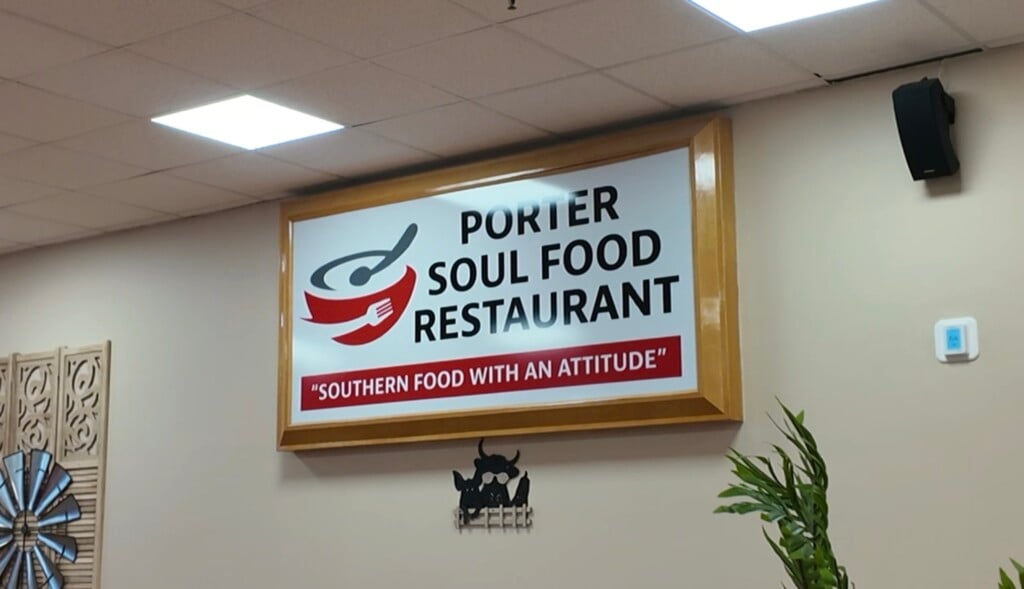 PORTER
SOUL FOOD
RESTAURANT
“SOUTHERN FOOD WITH AN ATTITUDE”